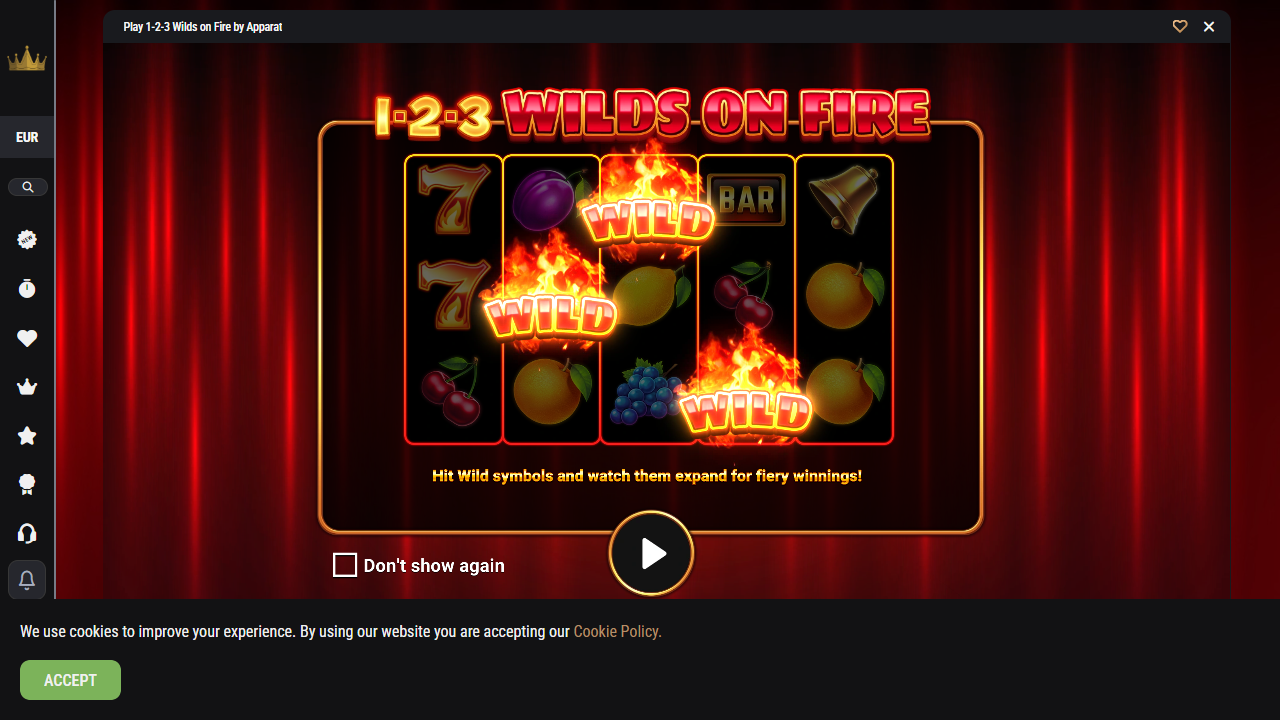 Play 1-2-3 Wilds on Fire by Apparat
EUR
NEW
1·2·3 WILDS ON FIRE
BAR
WILD
WILD
WILD
Hit Wild symbols and watch them expand for fiery winnings!
Don't show again
We use cookies to improve your experience. By using our website you are accepting our Cookie Policy.
ACCEPT